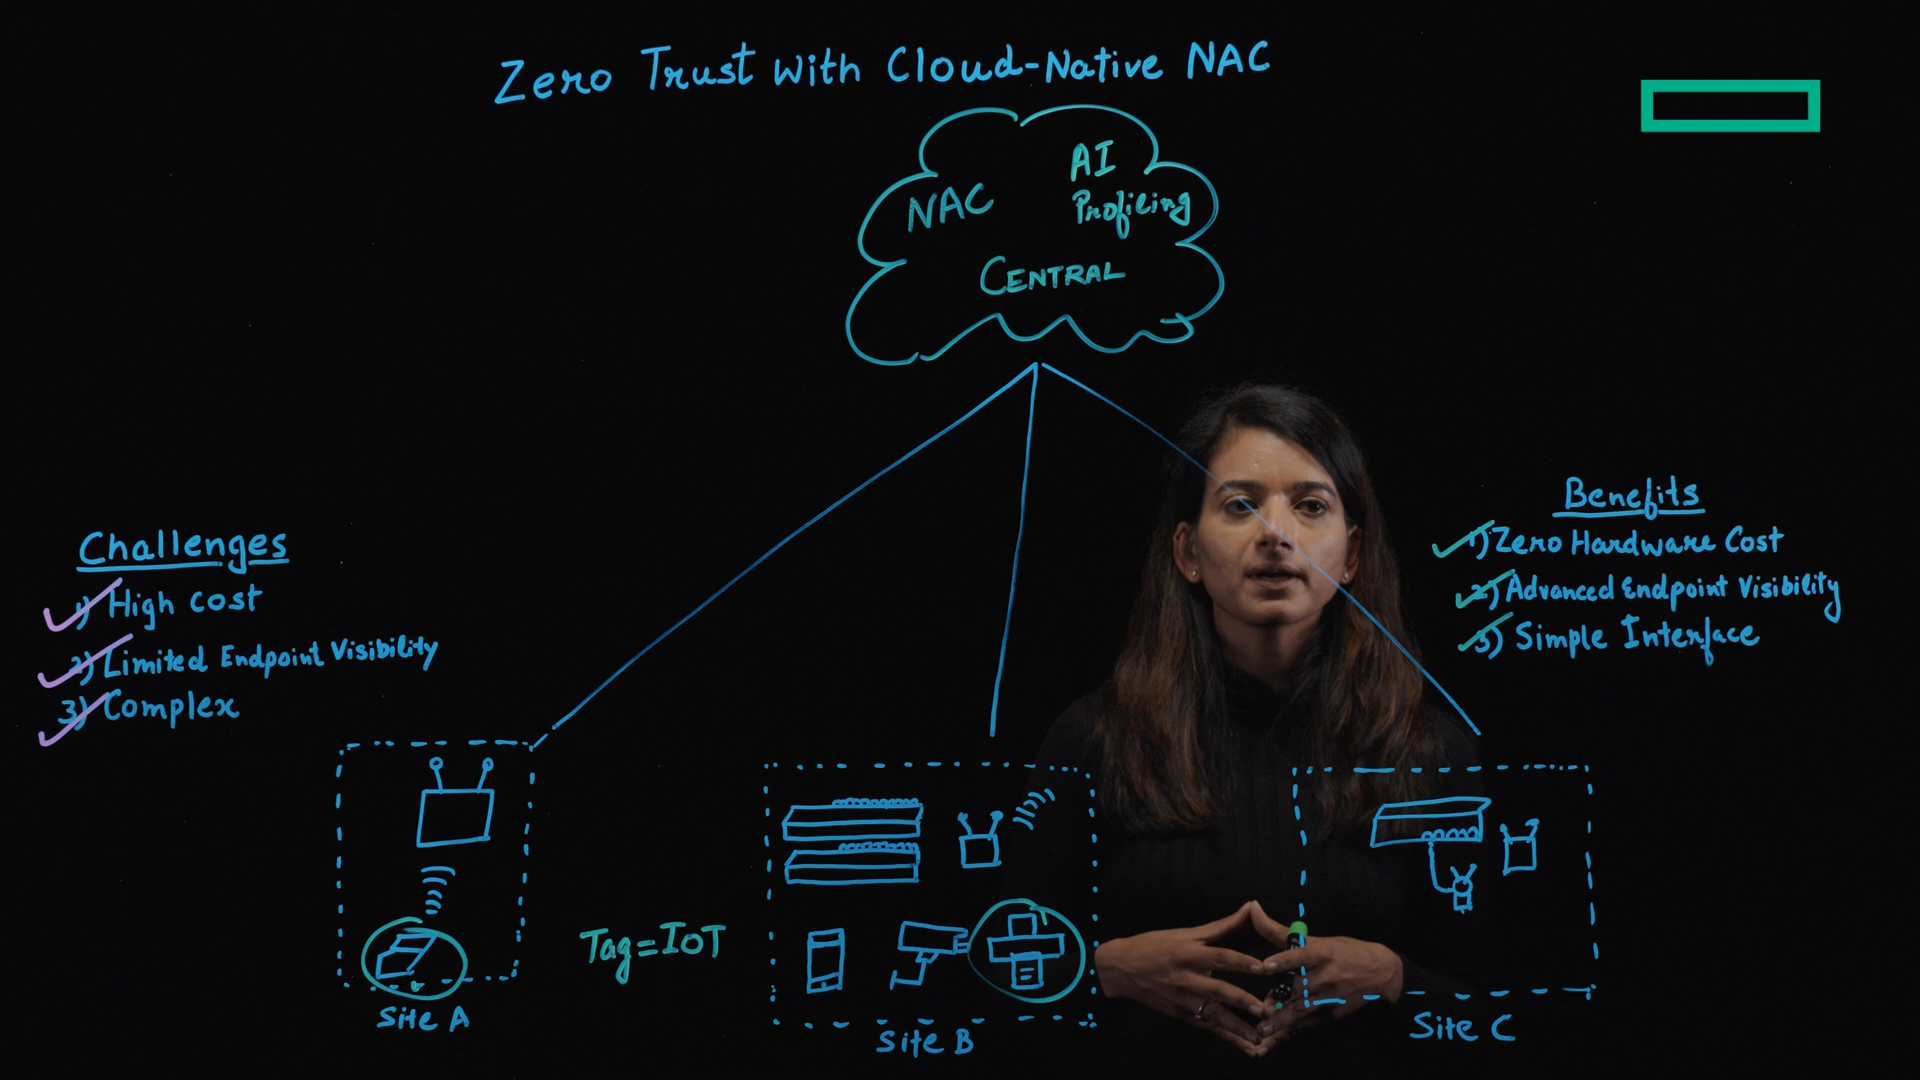 Zero Trust with Cloud-Native NAC
AI
NAC
Profiling
CENTRAL
Challenges
1) High cost
2) Limited Endpoint Visibility
3) Complex
Benefits
1) Zero Hardware Cost
2) Advanced Endpoint Visibility
3) Simple Interface
Tag=IoT
Site A
Site B
Site C